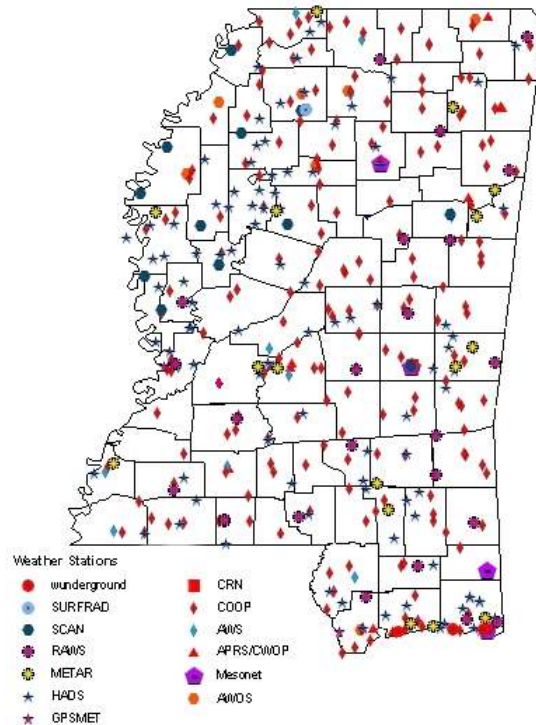 Weather Stations
wunderground
SURFRAD
SCAN
RAWS
METAR
HADS
GPSMET
CRN
COOP
AWS
APRS/CWOP
Mesonet
AWOS